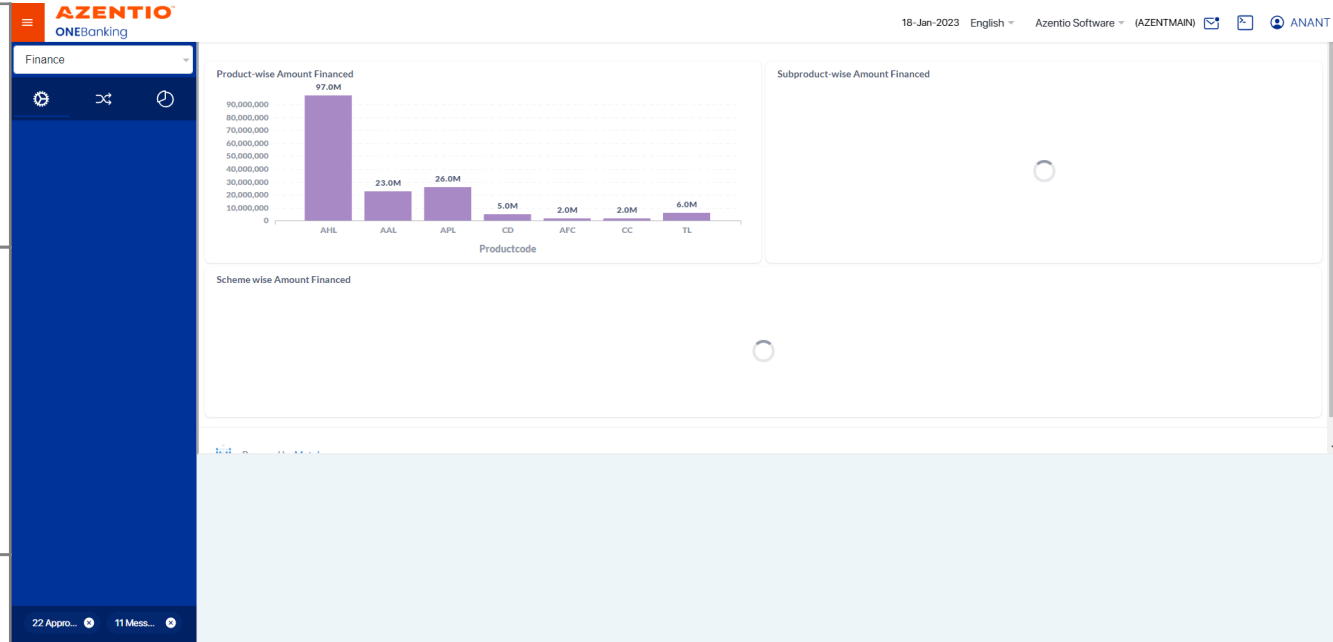 AZENTIO
ONEBanking
18-Jan-2023 English Azentio Software (AZENTMAIN) ANANT
Finance
Product-wise Amount Financed
97.0M
90,000,000
80,000,000
70,000,000
60,000,000
50,000,000
40,000,000
30,000,000
20,000,000
10,000,000
0
23.0M
26.0M
5.0M
2.0M
2.0M
6.0M
AHL AAL APL CD AFC CC TL
Productcode
Subproduct-wise Amount Financed
Scheme wise Amount Financed
22 Appro... 11 Mess...